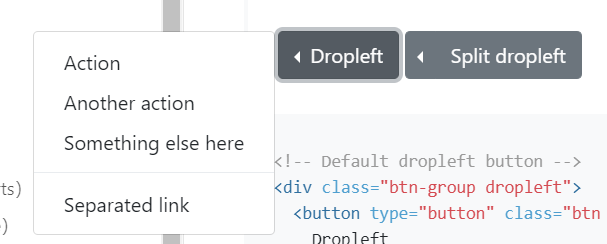 Action
Another action
Something else here
Separated link
Dropleft
Split dropleft
<!-- Default dropleft button -->
<div class="btn-group dropleft">
<button type="button" class="btn
Dropleft
rts)
)